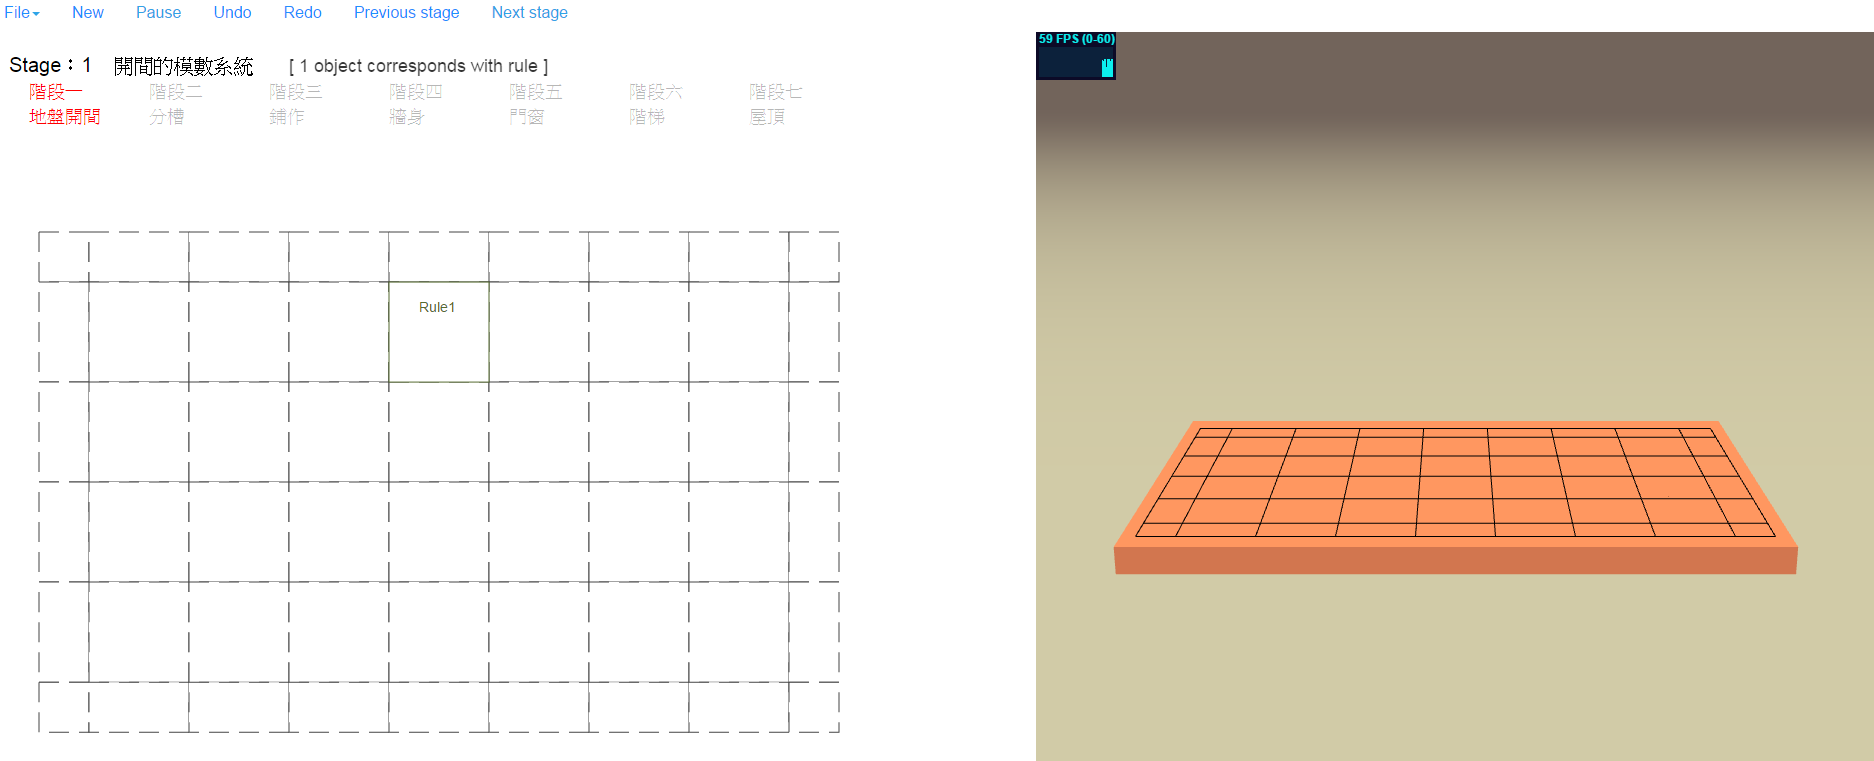 File New Pause Undo Redo Previous stage Next stage
59 FPS (0-60)
Stage：1 開間的模數系統 [ 1 object corresponds with rule ]
階段一 階段二 階段三 階段四 階段五 階段六 階段七
地盤開間 分槽 鋪作 牆身 門窗 階梯 屋頂
Rule1